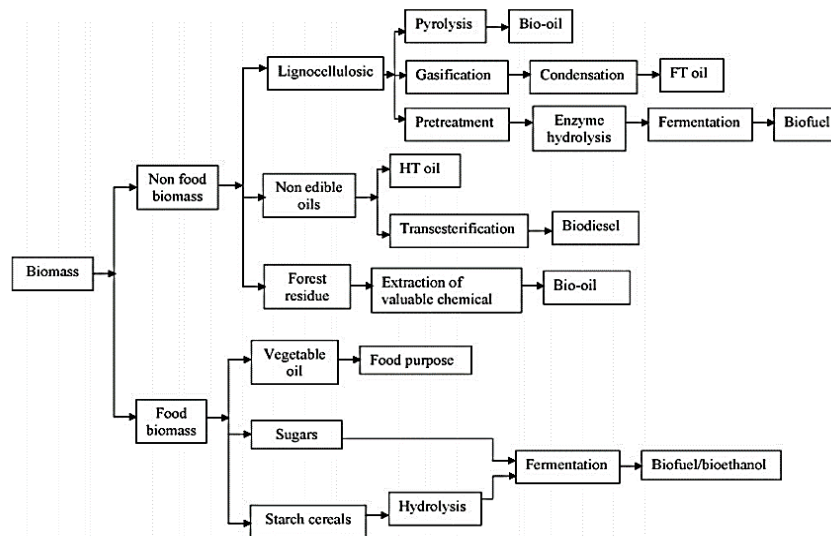 Pyrolysis
Bio-oil
Lignocellulosic
Gasification
Condensation
FT oil
Pretreatment
Enzyme
hydrolysis
Fermentation
Biofuel
Non food
biomass
HT oil
Non edible
oils
Transesterification
Biodiesel
Biomass
Forest
residue
Extraction of
valuable chemical
Bio-oil
Vegetable
oil
Food purpose
Food
biomass
Sugars
Fermentation
Biofuel/bioethanol
Starch cereals
Hydrolysis